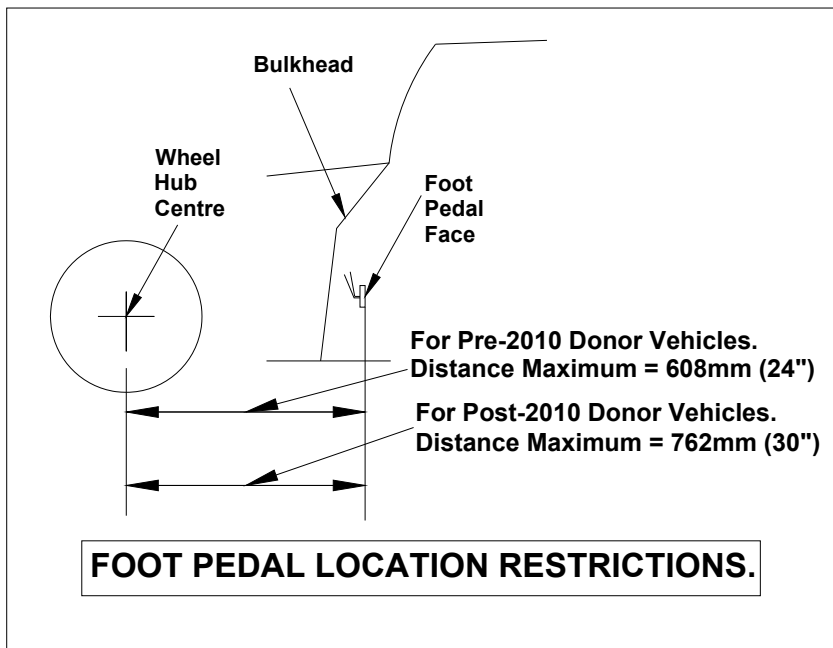 Bulkhead
Wheel
Hub
Centre
Foot
Pedal
Face
For Pre-2010 Donor Vehicles.
Distance Maximum = 608mm (24")
For Post-2010 Donor Vehicles.
Distance Maximum = 762mm (30")
FOOT PEDAL LOCATION RESTRICTIONS.